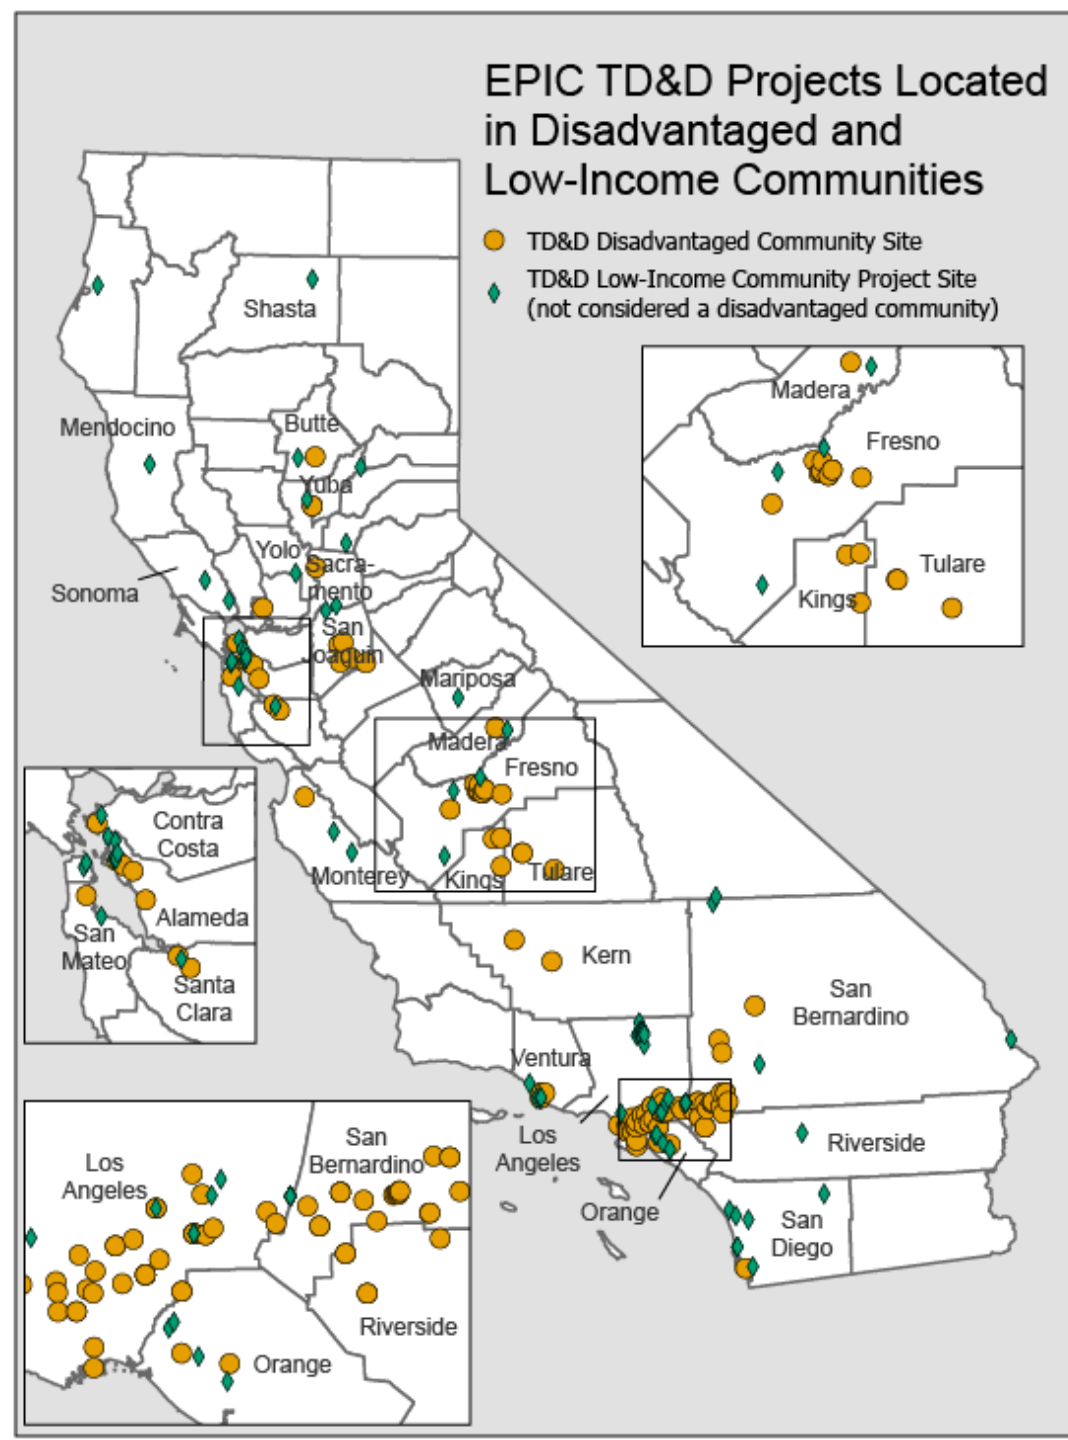 EPIC TD&D Projects Located
in Disadvantaged and
Low-Income Communities
TD&D Disadvantaged Community Site
TD&D Low-Income Community Project Site
(not considered a disadvantaged community)
Shasta
Mendocino
Butte
Yuba
Yolo
Sacra-
mento
Sonoma
San
Joaquin
Mariposa
Madera
Fresno
Monterey
Kings
Tulare
Kern
San
Bernardino
Ventura
Los
Angeles
Orange
Riverside
San
Diego
Madera
Fresno
Tulare
Kings
Contra
Costa
Alameda
San
Mateo
Santa
Clara
Los
Angeles
San
Bernardino
Riverside
Orange